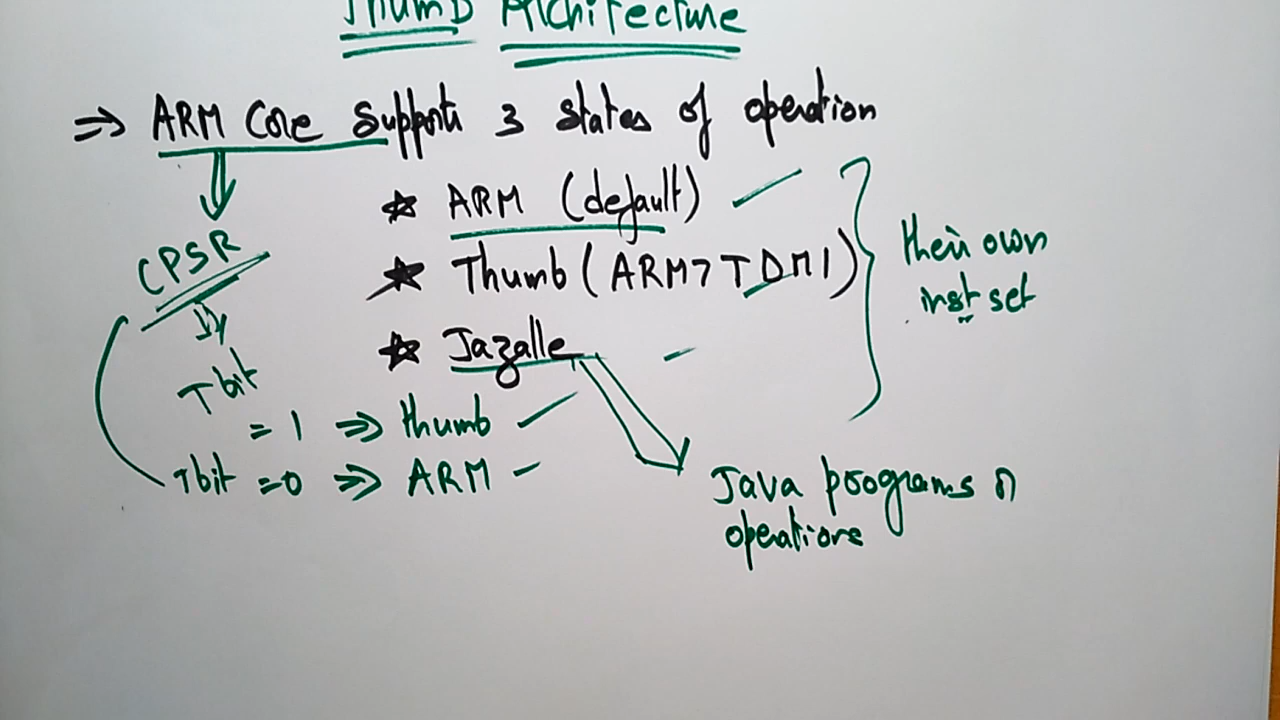 Thumb Architecture
⇒ ARM Core supports 3 states of operation
★ ARM (default)
★ Thumb (ARM7TDMI)
★ Jazalle
their own
inst set
CPSR
T bit
= 1 ⇒ thumb
T bit = 0 ⇒ ARM
Java programs
operations